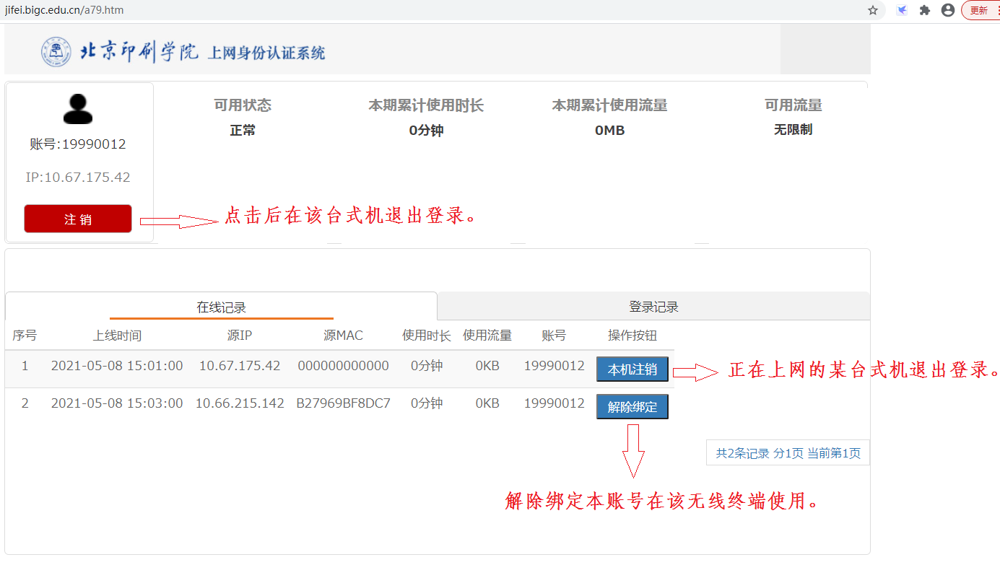 jifei.bigc.edu.cn/a79.htm
更新
北京印刷学院 上网身份认证系统
可用状态 本期累计使用时长 本期累计使用流量 可用流量
正常 0分钟 0MB 无限制
账号:19990012
IP:10.67.175.42
注 销
点击后在该台式机退出登录。
在线记录 登录记录
序号 上线时间 源IP 源MAC 使用时长 使用流量 账号 操作按钮
1 2021-05-08 15:01:00 10.67.175.42 000000000000 0分钟 0KB 19990012 本机注销
正在上网的某台式机退出登录。
2 2021-05-08 15:03:00 10.66.215.142 B27969BF8DC7 0分钟 0KB 19990012 解除绑定
共2条记录 分1页 当前第1页
解除绑定本账号在该无线终端使用。